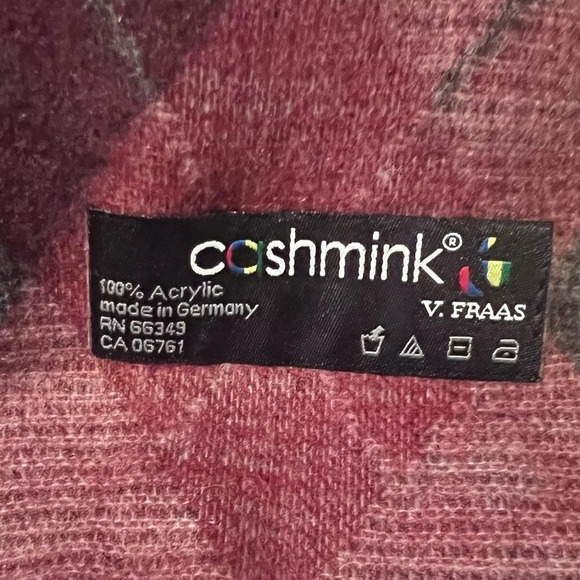 cashmink®
V. FRAAS
100% Acrylic
made in Germany
RN 66349
CA 06761